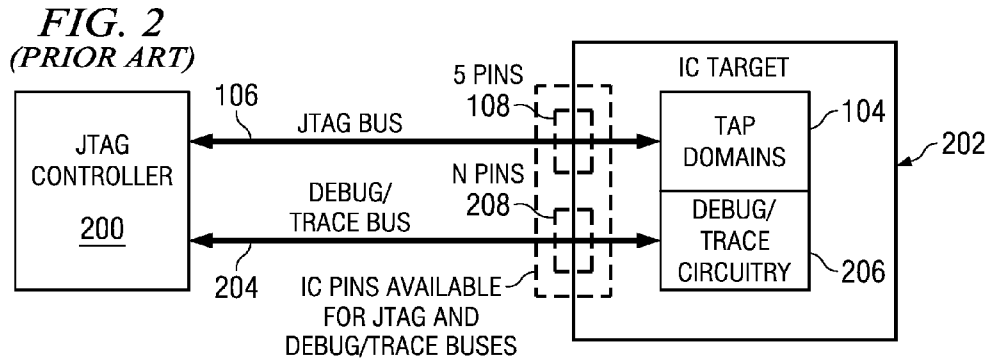 FIG. 2
(PRIOR ART)
JTAG
CONTROLLER
200
106
JTAG BUS
DEBUG/
TRACE BUS
204
5 PINS
108
N PINS
208
IC PINS AVAILABLE
FOR JTAG AND
DEBUG/TRACE BUSES
IC TARGET
TAP
DOMAINS
104
202
DEBUG/
TRACE
CIRCUITRY
206